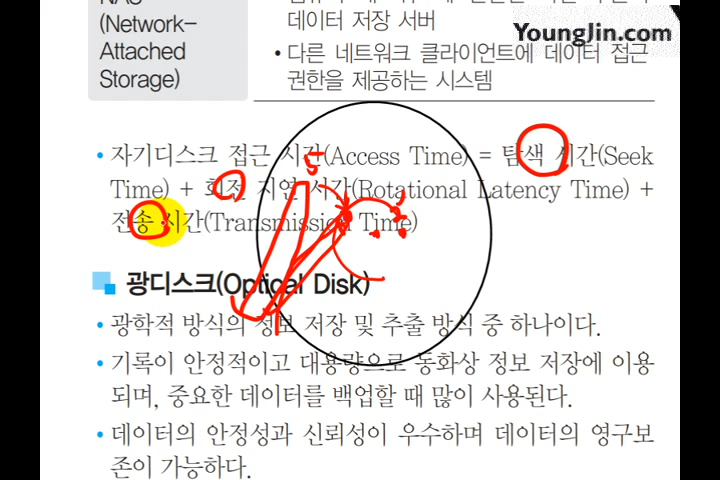 NAS
(Network-
Attached
Storage)
데이터 저장 서버
• 다른 네트워크 클라이언트에 데이터 접근
권한을 제공하는 시스템
YoungJin.com
• 자기디스크 접근 시간(Access Time) = 탐색 시간(Seek
Time) + 회전 지연 시간(Rotational Latency Time) +
전송 시간(Transmission Time)
광디스크(Optical Disk)
• 광학적 방식의 정보 저장 및 추출 방식 중 하나이다.
• 기록이 안정적이고 대용량으로 동화상 정보 저장에 이용
되며, 중요한 데이터를 백업할 때 많이 사용된다.
• 데이터의 안정성과 신뢰성이 우수하며 데이터의 영구보
존이 가능하다.